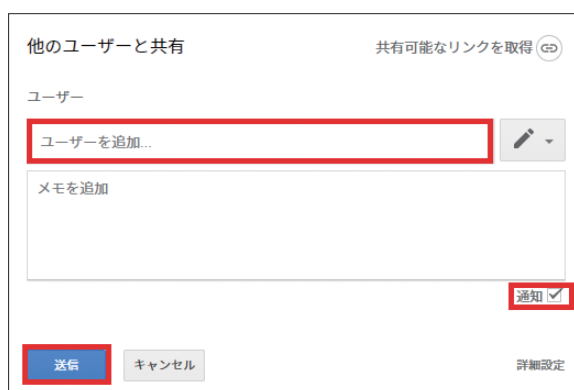 他のユーザーと共有
共有可能なリンクを取得
ユーザー
ユーザーを追加...
メモを追加
通知
送信
キャンセル
詳細設定